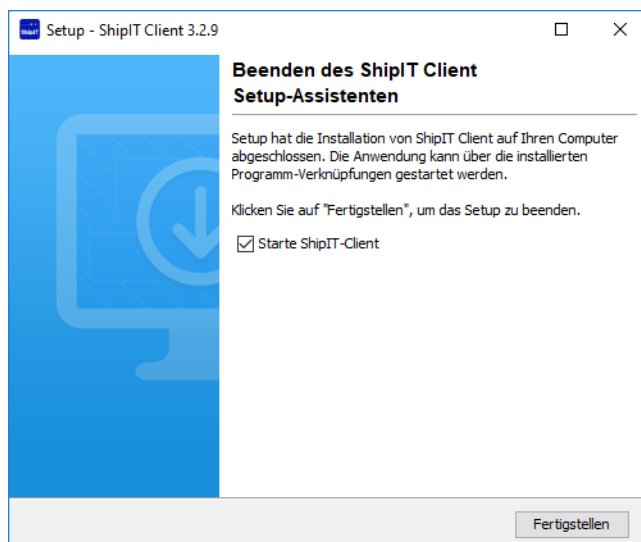 ShipIT
Setup - ShipIT Client 3.2.9
Beenden des ShipIT Client
Setup-Assistenten
Setup hat die Installation von ShipIT Client auf Ihren Computer
abgeschlossen. Die Anwendung kann über die installierten
Programm-Verknüpfungen gestartet werden.
Klicken Sie auf "Fertigstellen", um das Setup zu beenden.
Starte ShipIT-Client
Fertigstellen